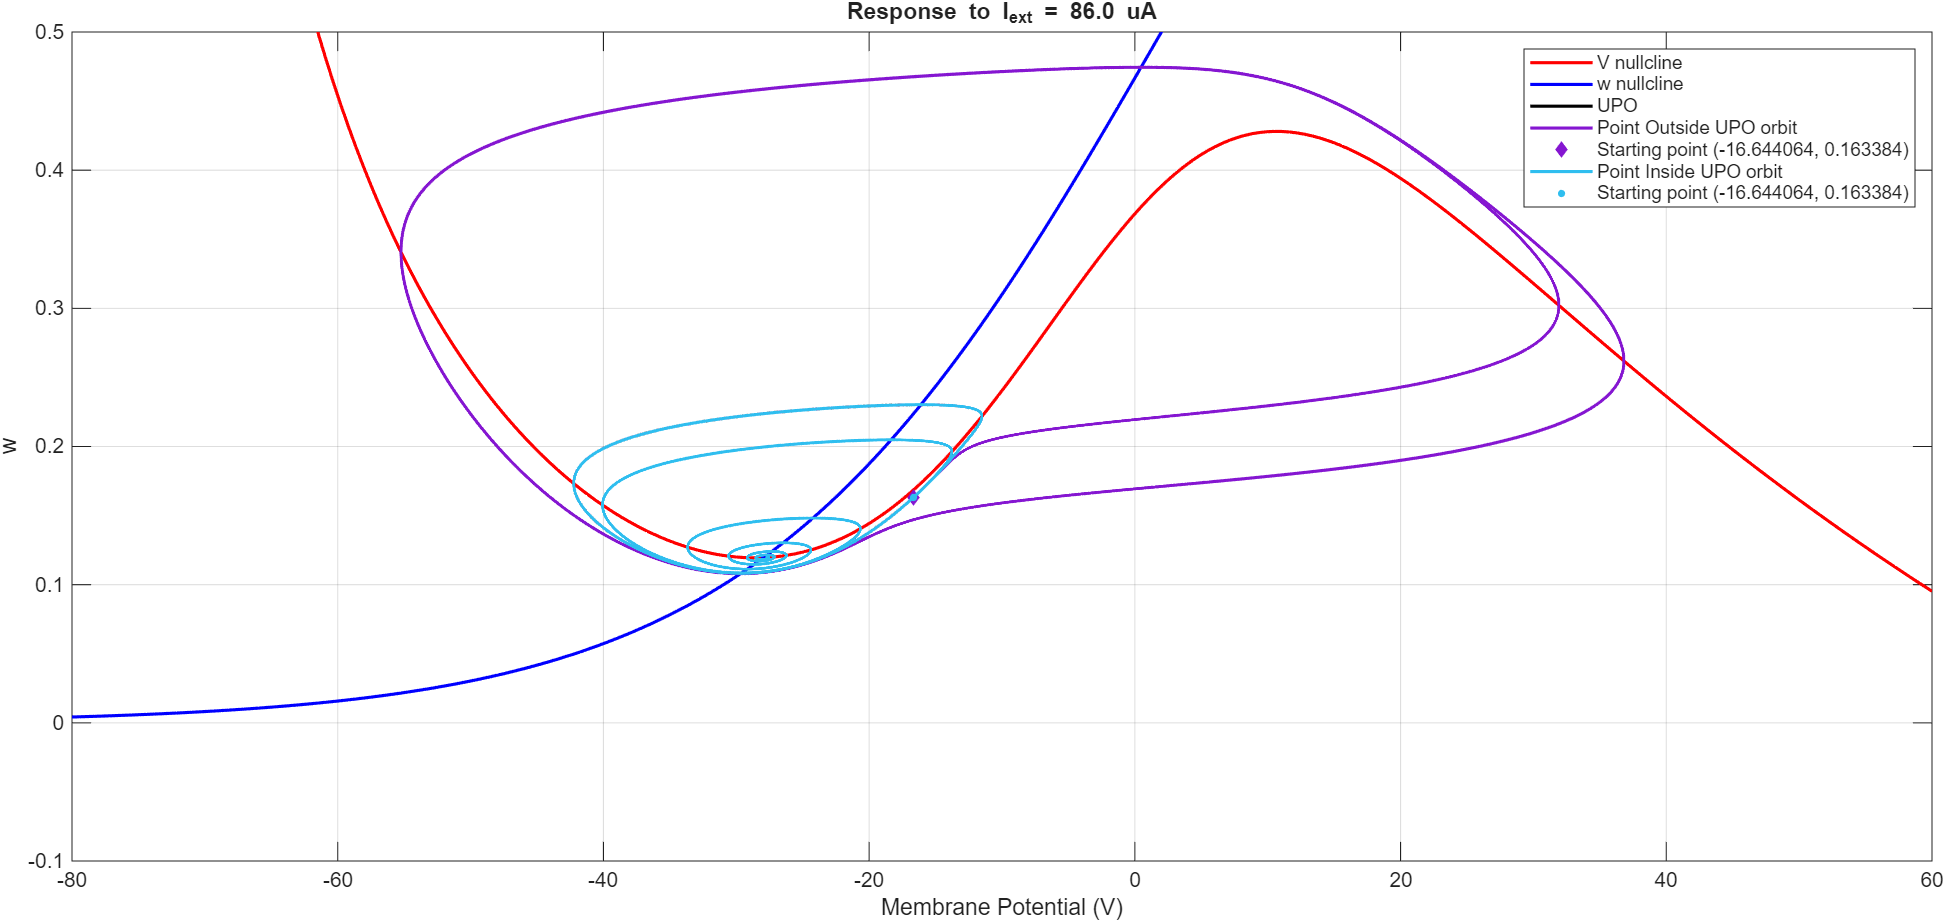 Response to Iext = 86.0 uA
V nullcline
w nullcline
UPO
Point Outside UPO orbit
Starting point (-16.644064, 0.163384)
Point Inside UPO orbit
Starting point (-16.644064, 0.163384)
0.5
0.4
0.3
0.2
0.1
0
-0.1
w
-80 -60 -40 -20 0 20 40 60
Membrane Potential (V)